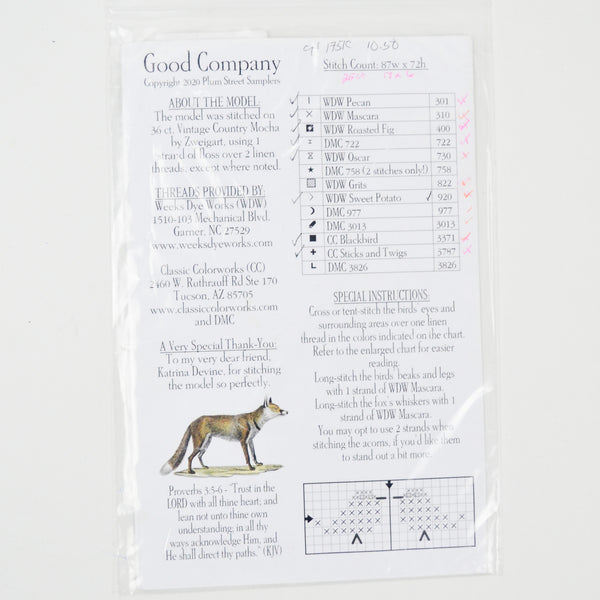 10.50
Good Company
Copyright 2020 Plum Street Samplers
Stitch Count: 87w x 72h
ABOUT THE MODEL:
The model was stitched on
36 ct. Vintage Country Mocha
by Zweigart, using 1
strand of floss over 2 linen
threads, except where noted.
THREADS PROVIDED BY:
Weeks Dye Works (WDW)
1510-103 Mechanical Blvd.
Garner, NC 27529
www.weeksdyeworks.com
Classic Colorworks (CC)
2460 W. Ruthrauff Rd Ste 170
Tucson, AZ 85705
www.classiccolorworks.com
and DMC
A Very Special Thank-You:
To my very dear friend,
Katrina Devine, for stitching
the model so perfectly.
Proverbs 3:5-6 - "Trust in the
LORD with all thine heart; and
lean not unto thine own
understanding; in all thy
ways acknowledge Him, and
He shall direct thy paths." (KJV)
WDW Pecan 301
WDW Mascara 310
WDW Roasted Fig 400
DMC 722 722
WDW Oscar 730
DMC 758 (2 stitches only!) 758
WDW Grits 822
WDW Sweet Potato 920
DMC 977 977
DMC 3013 3013
CC Blackbird 3371
CC Sticks and Twigs 3787
DMC 3826 3826
SPECIAL INSTRUCTIONS
Cross or tent-stitch the birds' eyes and
surrounding areas over one linen
thread in the colors indicated on the chart.
Refer to the enlarged chart for easier
reading.
Long-stitch the birds' beaks and legs
with 1 strand of WDW Mascara.
Long-stitch the fox's whiskers with 1
strand of WDW Mascara.
You may opt to use 2 strands when
stitching the acorns, if you'd like them
to stand out a bit more.